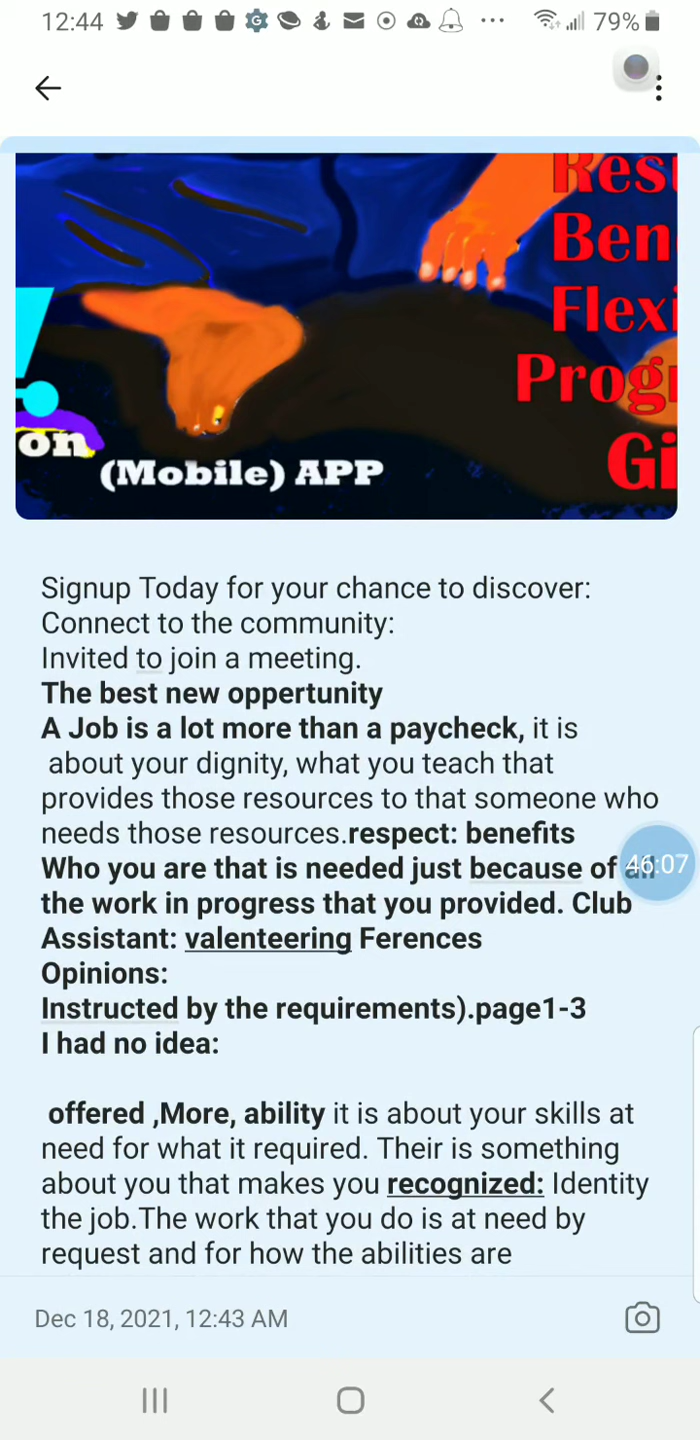 12:44
79%
Res
Ben
Flexi
Prog
Gi
on
(Mobile) APP
Signup Today for your chance to discover:
Connect to the community:
Invited to join a meeting.
The best new oppertunity
A Job is a lot more than a paycheck, it is
about your dignity, what you teach that
provides those resources to that someone who
needs those resources.respect: benefits
Who you are that is needed just because of all
46:07
the work in progress that you provided. Club
Assistant: valenteering Ferences
Opinions:
Instructed by the requirements).page1-3
I had no idea:
offered ,More, ability it is about your skills at
need for what it required. Their is something
about you that makes you recognized: Identity
the job.The work that you do is at need by
request and for how the abilities are
Dec 18, 2021, 12:43 AM